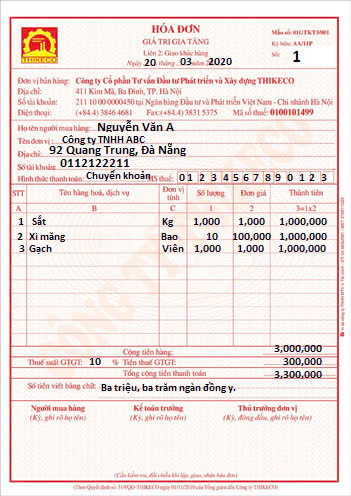 HÓA ĐƠN
GIÁ TRỊ GIA TĂNG
Liên 2: Giao khách hàng
Ngày 20 tháng 03 năm 2020
Mẫu số: 01GTKT3/001
Ký hiệu: AA/11P
Số: 1
THIKECO
Đơn vị bán hàng: Công ty Cổ phần Tư vấn Đầu tư Phát triển và Xây dựng THIKECO
Địa chỉ: 411 Kim Mã, Ba Đình, TP. Hà Nội
Số tài khoản: 211 10 00 0000450 tại Ngân hàng Đầu tư và Phát triển Việt Nam - Chi nhánh Hà Nội
Điện thoại: (+84.4) 3846 4681 Fax:(+84.4)3831 5375 Mã số thuế: 0100101499
Họ tên người mua hàng: Nguyễn Văn A
Tên đơn vị: Công ty TNHH ABC
Địa chỉ: 92 Quang Trung, Đà Nẵng
Số tài khoản: 0112122211
Hình thức thanh toán: Chuyển khoản MS thuế: 0 1 2 3 4 5 6 7 8 9 0 1 2 3
STT Tên hàng hoá, dịch vụ Đơn vị tính Số lượng Đơn giá Thành tiền
A B C 1 2 3=1x2
1 Sắt Kg 1,000 1,000 1,000,000
2 Xi măng Bao 10 100,000 1,000,000
3 Gạch Viên 1,000 1,000 1,000,000
Cộng tiền hàng: 3,000,000
Thuế suất GTGT: 10 % Tiền thuế GTGT: 300,000
Tổng cộng tiền thanh toán 3,300,000
Số tiền viết bằng chữ: Ba triệu, ba trăm ngàn đồng y.
Người mua hàng Kế toán trưởng Thủ trưởng đơn vị
(Ký, ghi rõ họ tên) (Ký, ghi rõ họ tên) (Ký, đóng dấu, ghi rõ họ tên)
(Cần kiểm tra, đối chiếu khi lập, giao, nhận hóa đơn)
(Theo Quyết định số: 319/QĐ-THIKECO ngày 01/11/2010 của Tổng giám đốc Công ty THIKECO)